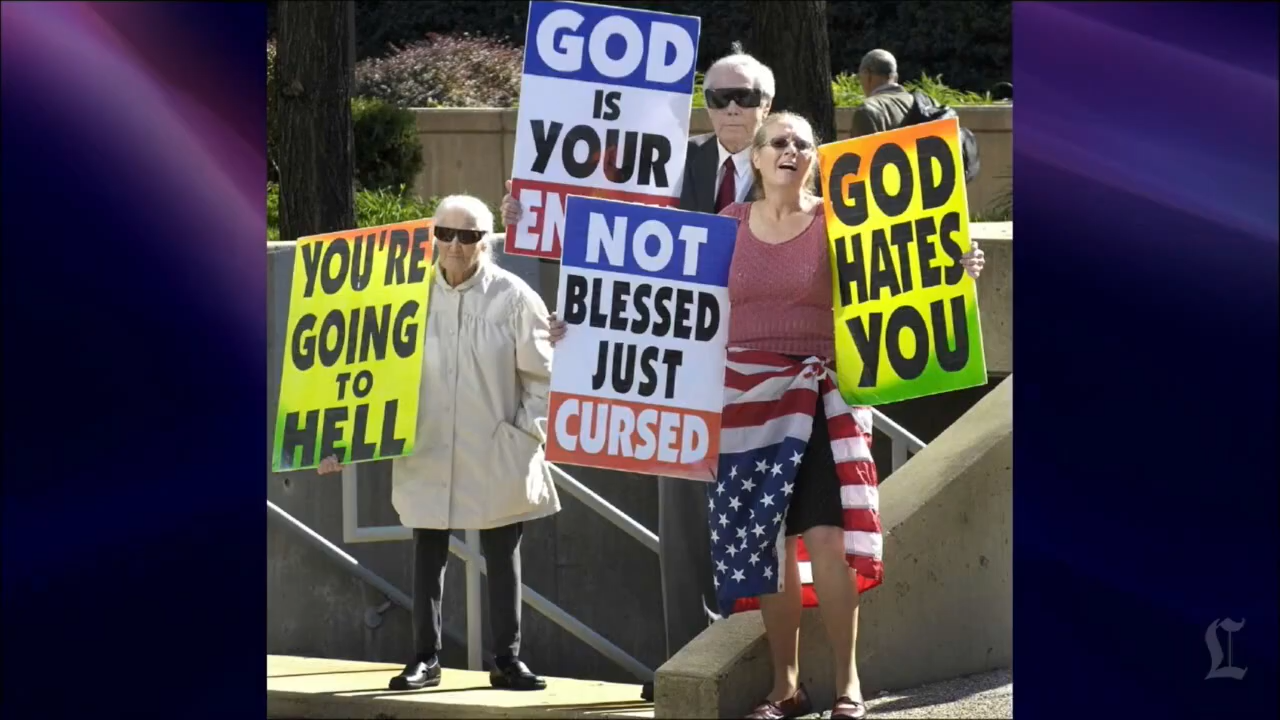 YOU'RE
GOING
TO
HELL
GOD
IS
YOUR
NOT
BLESSED
JUST
CURSED
GOD
HATES
YOU
L